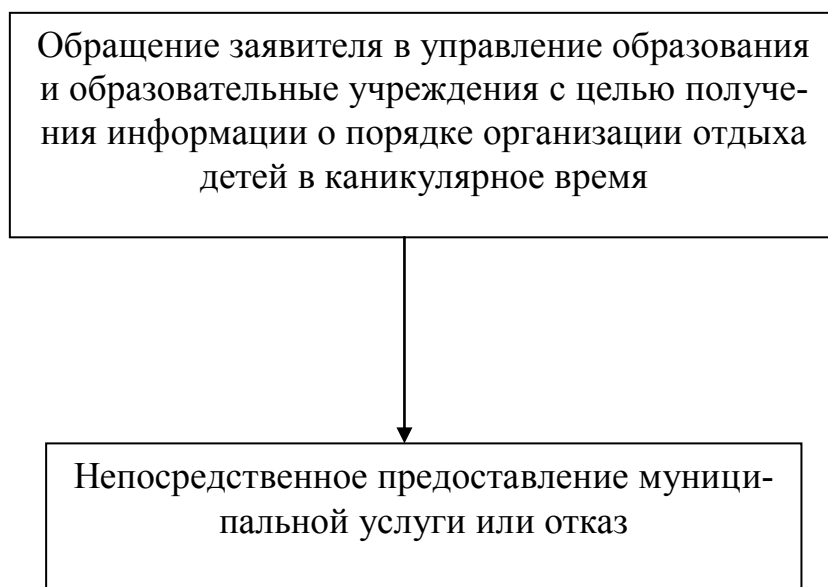 Обращение заявителя в управление образования
и образовательные учреждения с целью получе-
ния информации о порядке организации отдыха
детей в каникулярное время
Непосредственное предоставление муници-
пальной услуги или отказ